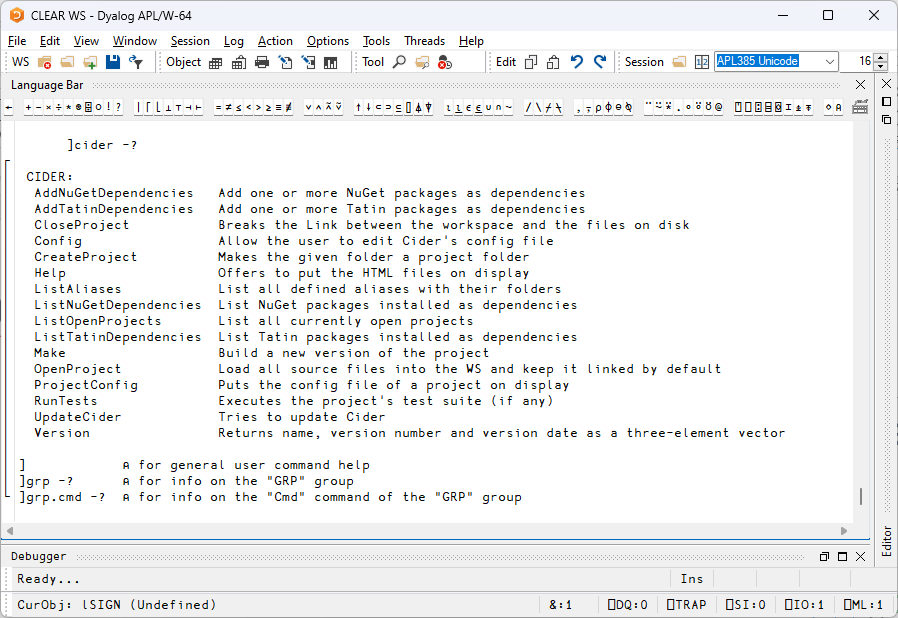 CLEAR WS - Dyalog APL/W-64
File Edit View Window Session Log Action Options Tools Threads Help
WS Object Tool Edit Session APL385 Unicode 16
Language Bar
← + - × ÷ * ⍟ ⌹ ○ ! ? | ⌈ ⌊ ⊥ ⊤ ⊣ ⊢ = ≠ ≤ < > ≥ ≡ ≢ ∨ ∧ ⍲ ⍱ ↑ ↓ ⊂ ⊃ ⊆ ⌷ ⍋ ⍒ ⍳ ⍸ ∊ ⍷ ∪ ∩ ~ / \ ⌿ ⍀ , ⍪ ⍴ ⌽ ⊖ ⍉ ¨ ⍨ ⍣ . ∘ ⍤ ⍥ @
]cider -?
CIDER:
AddNuGetDependencies Add one or more NuGet packages as dependencies
AddTatinDependencies Add one or more Tatin packages as dependencies
CloseProject Breaks the Link between the workspace and the files on disk
Config Allow the user to edit Cider's config file
CreateProject Makes the given folder a project folder
Help Offers to put the HTML files on display
ListAliases List all defined aliases with their folders
ListNuGetDependencies List NuGet packages installed as dependencies
ListOpenProjects List all currently open projects
ListTatinDependencies List Tatin packages installed as dependencies
Make Build a new version of the project
OpenProject Load all source files into the WS and keep it linked by default
ProjectConfig Puts the config file of a project on display
RunTests Executes the project's test suite (if any)
UpdateCider Tries to update Cider
Version Returns name, version number and version date as a three-element vector
] ⍝ for general user command help
]grp -? ⍝ for info on the "GRP" group
]grp.cmd -? ⍝ for info on the "Cmd" command of the "GRP" group
Editor
Debugger
Ready... Ins
CurObj: lSIGN (Undefined) &:1 ⎕DQ:0 ⎕TRAP ⎕SI:0 ⎕IO:1 ⎕ML:1